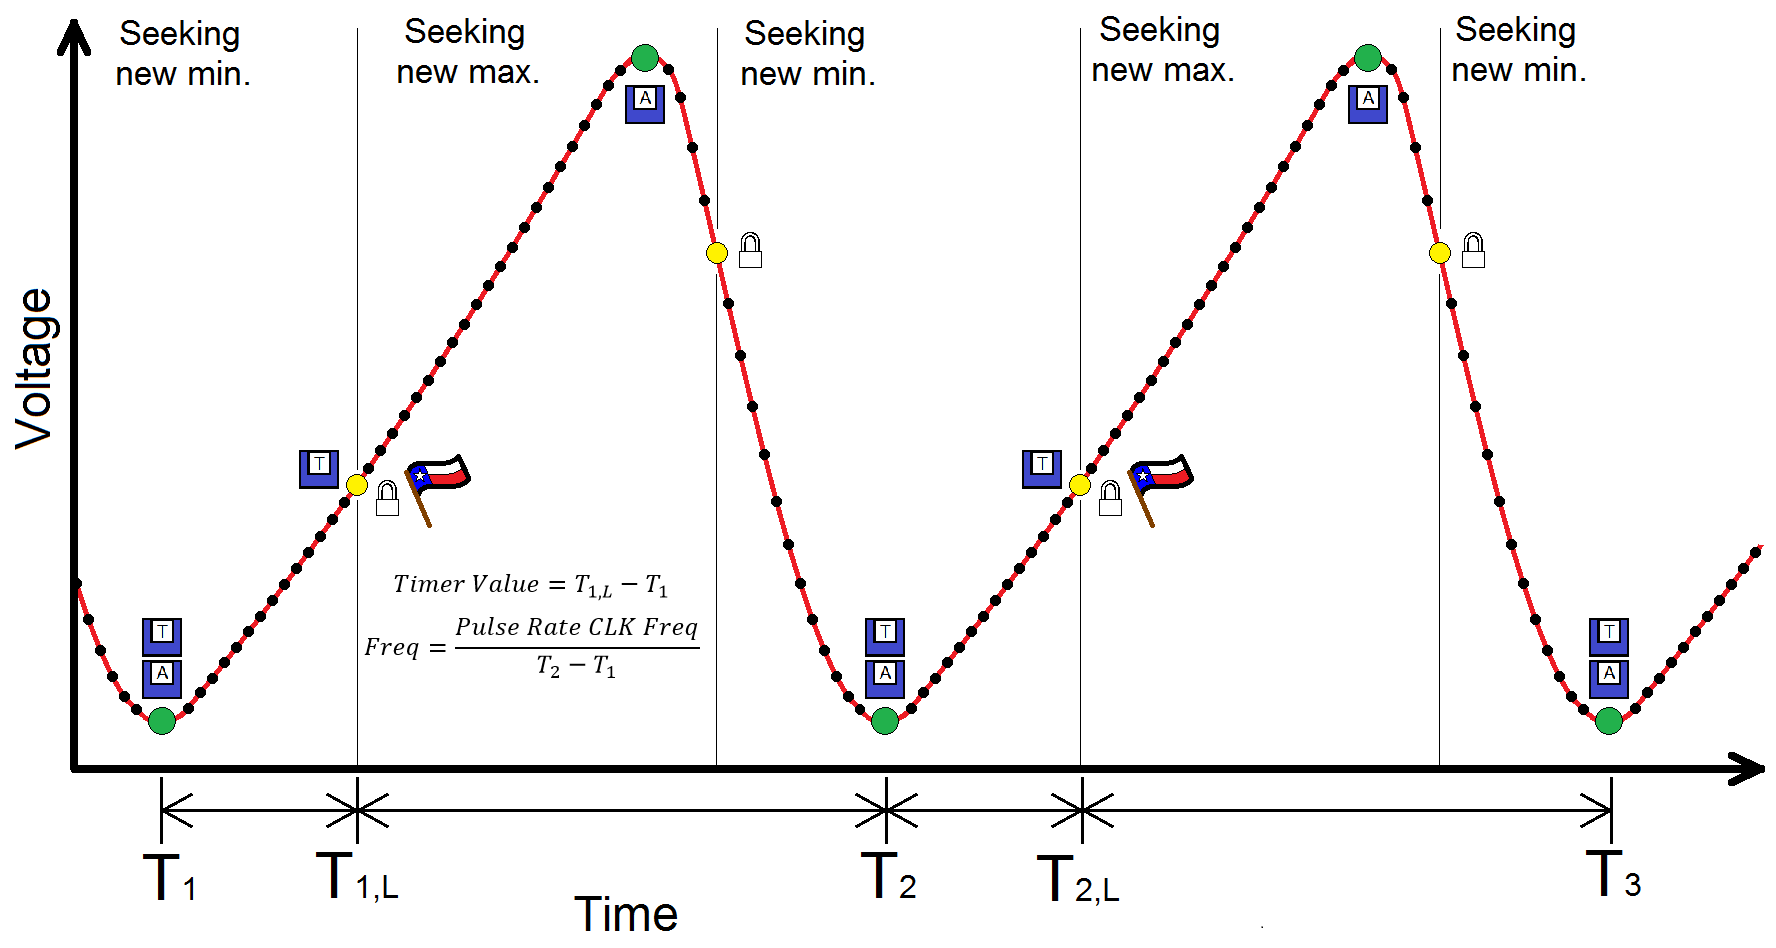 Seeking
new min.
Seeking
new max.
Seeking
new min.
Seeking
new max.
Seeking
new min.
A
A
Voltage
T
T
Timer Value = T1,L − T1
Freq = Pulse Rate CLK Freq
T2 − T1
T
A
T
A
T
A
T1
T1,L
T2
T2,L
T3
Time